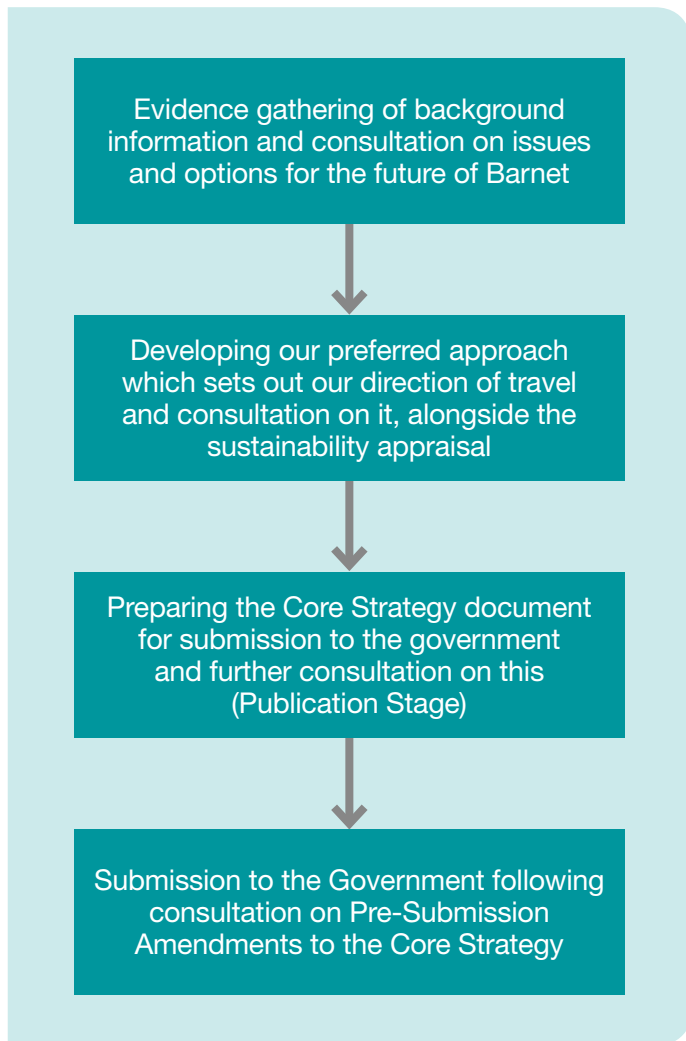 Evidence gathering of background
information and consultation on issues
and options for the future of Barnet
Developing our preferred approach
which sets out our direction of travel
and consultation on it, alongside the
sustainability appraisal
Preparing the Core Strategy document
for submission to the government
and further consultation on this
(Publication Stage)
Submission to the Government following
consultation on Pre-Submission
Amendments to the Core Strategy